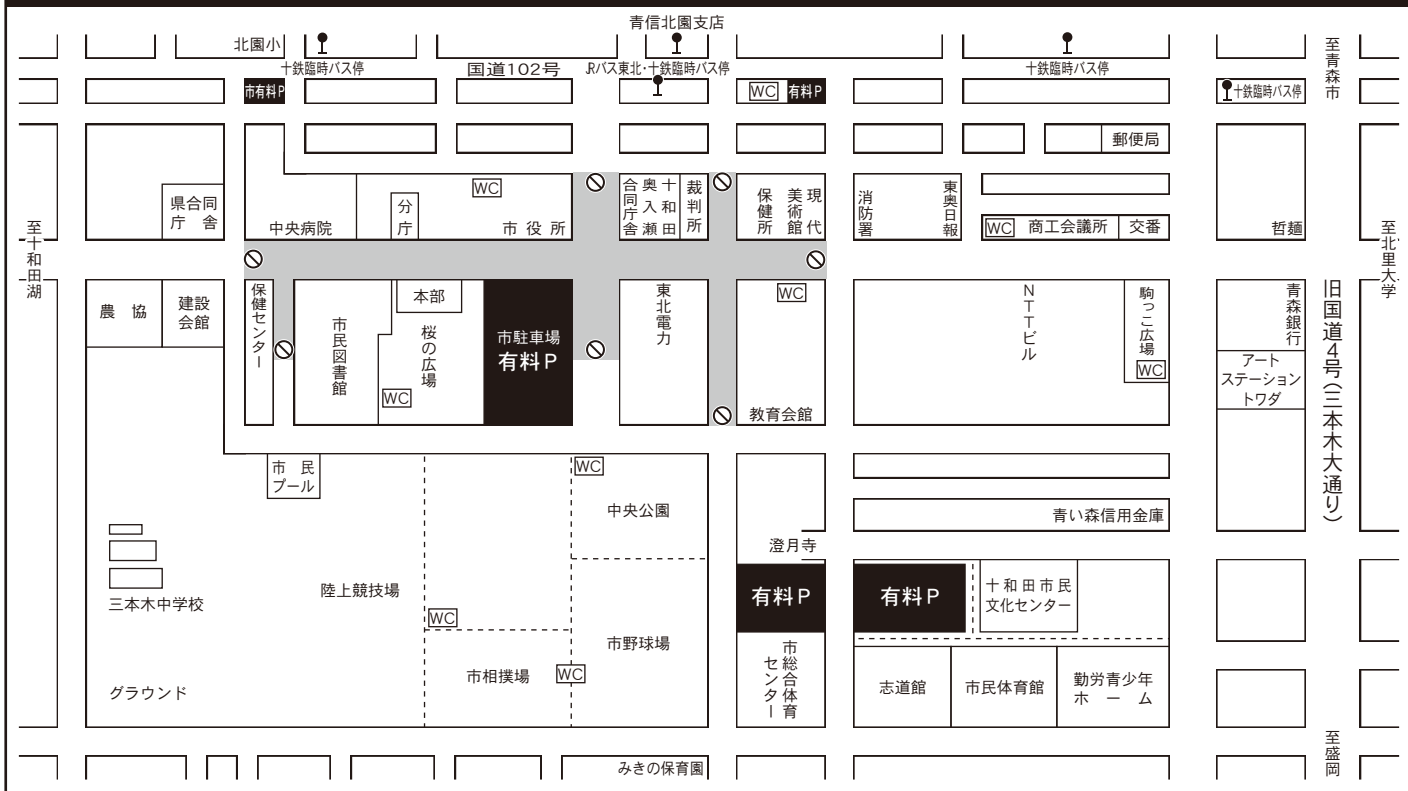 青信北園支店
北園小
十鉄臨時バス停
国道102号
JRバス東北・十鉄臨時バス停
十鉄臨時バス停
至青森市
市有料P
WC
有料P
十鉄臨時バス停
郵便局
県合同
庁舎
中央病院
分庁
WC
市役所
十和田
奥入瀬
合同庁舎
裁判所
現代
美術館
保健所
消防署
東奥日報
WC
商工会議所
交番
哲麺
至十和田湖
至北里大学
農協
建設
会館
保健センター
市民図書館
本部
桜の広場
WC
市駐車場
有料P
東北電力
WC
教育会館
NTTビル
駒っこ広場
WC
青森銀行
アート
ステーション
トワダ
旧国道4号(三本木大通り)
市民
プール
WC
中央公園
青い森信用金庫
澄月寺
三本木中学校
陸上競技場
WC
有料P
有料P
十和田市民
文化センター
市野球場
市相撲場
WC
グラウンド
市総合体育
センター
志道館
市民体育館
勤労青少年
ホーム
みきの保育園
至盛岡